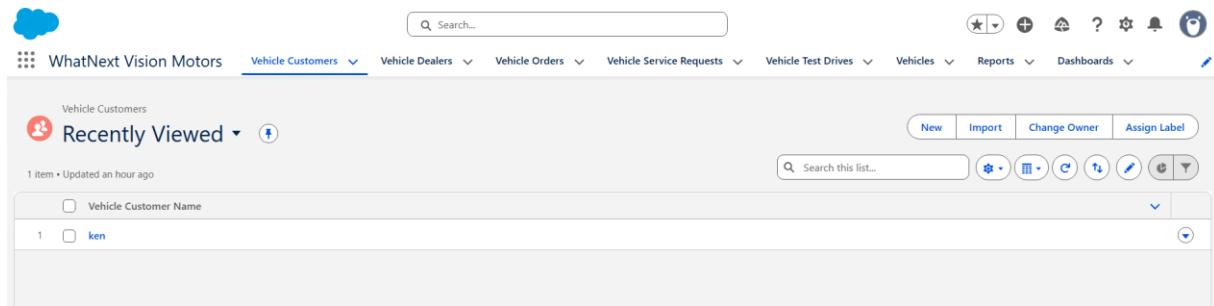 Search...
WhatNext Vision Motors Vehicle Customers Vehicle Dealers Vehicle Orders Vehicle Service Requests Vehicle Test Drives Vehicles Reports Dashboards
Vehicle Customers
Recently Viewed
New Import Change Owner Assign Label
1 item • Updated an hour ago
Search this list...
Vehicle Customer Name
1 ken